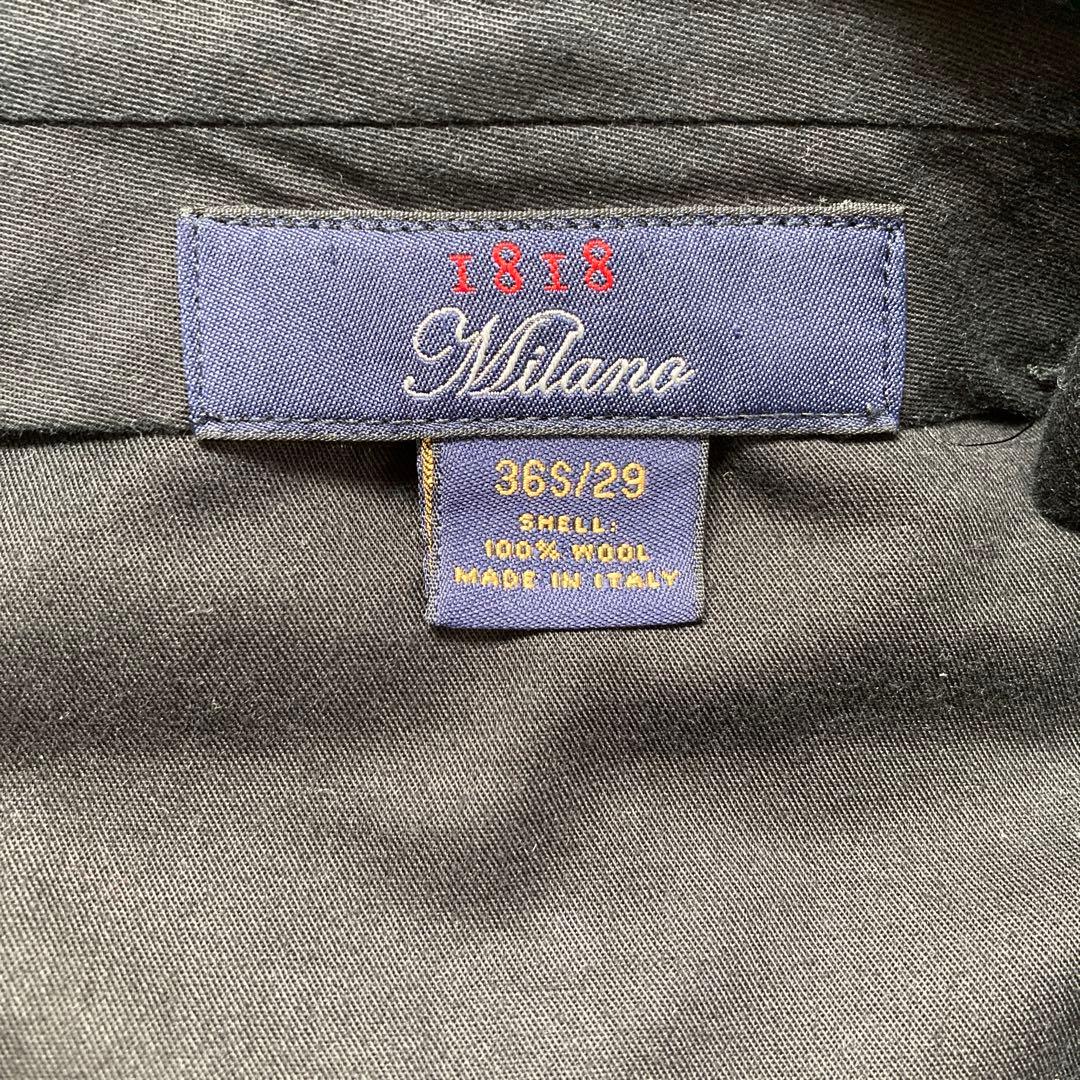 1818
Milano
36S/29
SHELL:
100% WOOL
MADE IN ITALY